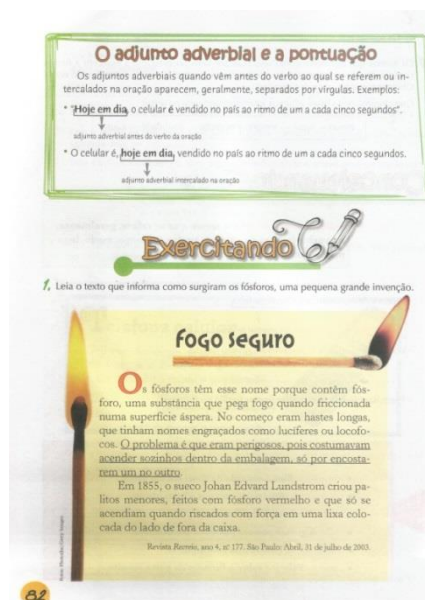 O adjunto adverbial e a pontuação
Os adjuntos adverbiais quando vêm antes do verbo ao qual se referem ou in-
tercalados na oração aparecem, geralmente, separados por vírgulas. Exemplos:
• "Hoje em dia, o celular é vendido no país ao ritmo de um a cada cinco segundos".
adjunto adverbial antes do verbo da oração
• O celular é, hoje em dia, vendido no país ao ritmo de um a cada cinco segundos.
adjunto adverbial intercalado na oração
Exercitando
1. Leia o texto que informa como surgiram os fósforos, uma pequena grande invenção.
Fogo Seguro
Os fósforos têm esse nome porque contêm fós-
foro, uma substância que pega fogo quando friccionada
numa superfície áspera. No começo eram hastes longas,
que tinham nomes engraçados como lucíferes ou locofo-
cos. O problema é que eram perigosos, pois costumavam
acender sozinhos dentro da embalagem, só por encosta-
rem um no outro.
Em 1855, o sueco Johan Edvard Lundstrom criou pa-
litos menores, feitos com fósforo vermelho e que só se
acendiam quando riscados com força em uma lixa colo-
cada do lado de fora da caixa.
Revista Recreio, ano 4, nº 177. São Paulo: Abril, 31 de julho de 2003.
82